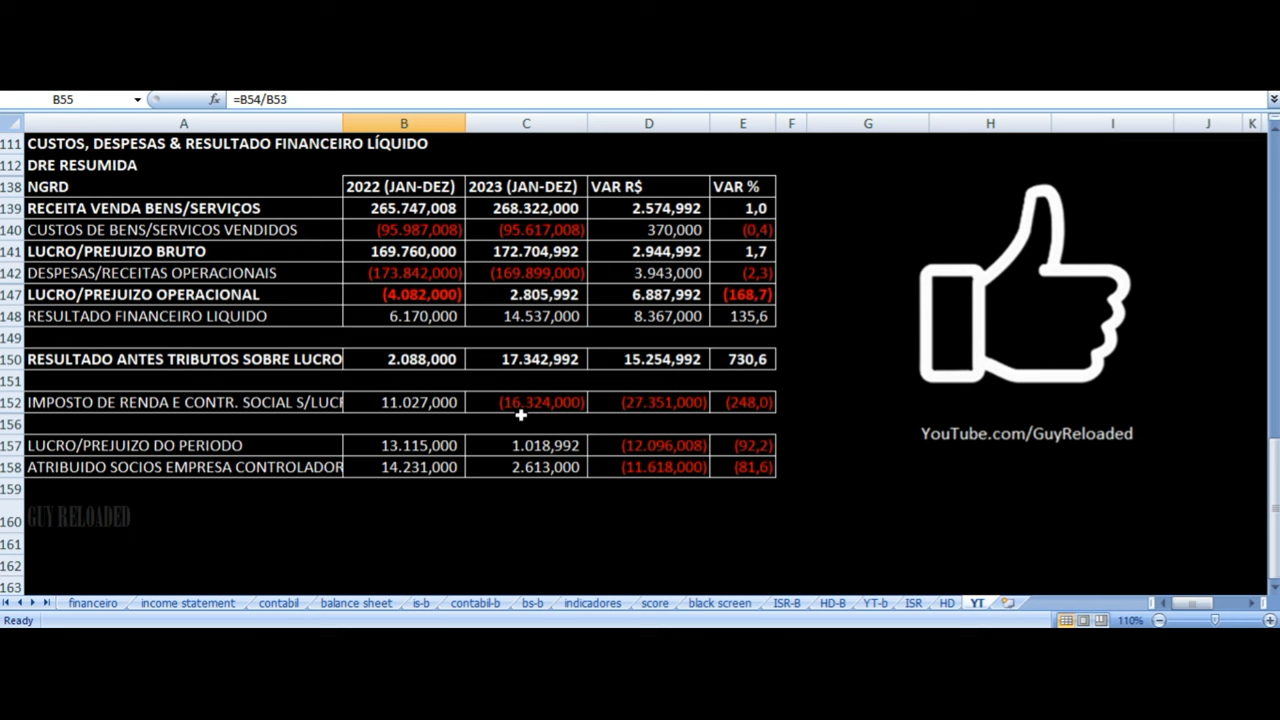 B55 fx =B54/B53
A B C D E F G H I J K
111 CUSTOS, DESPESAS & RESULTADO FINANCEIRO LÍQUIDO
112 DRE RESUMIDA
138 NGRD 2022 (JAN-DEZ) 2023 (JAN-DEZ) VAR R$ VAR %
139 RECEITA VENDA BENS/SERVIÇOS 265.747,008 268.322,000 2.574,992 1,0
140 CUSTOS DE BENS/SERVICOS VENDIDOS (95.987,008) (95.617,008) 370,000 (0,4)
141 LUCRO/PREJUIZO BRUTO 169.760,000 172.704,992 2.944,992 1,7
142 DESPESAS/RECEITAS OPERACIONAIS (173.842,000) (169.899,000) 3.943,000 (2,3)
147 LUCRO/PREJUIZO OPERACIONAL (4.082,000) 2.805,992 6.887,992 (168,7)
148 RESULTADO FINANCEIRO LIQUIDO 6.170,000 14.537,000 8.367,000 135,6
149
150 RESULTADO ANTES TRIBUTOS SOBRE LUCRO 2.088,000 17.342,992 15.254,992 730,6
151
152 IMPOSTO DE RENDA E CONTR. SOCIAL S/LUCR 11.027,000 (16.324,000) (27.351,000) (248,0)
156
157 LUCRO/PREJUIZO DO PERIODO 13.115,000 1.018,992 (12.096,008) (92,2)
158 ATRIBUIDO SOCIOS EMPRESA CONTROLADOR 14.231,000 2.613,000 (11.618,000) (81,6)
159
160 GUY RELOADED
161
162
163
YouTube.com/GuyReloaded
financeiro income statement contabil balance sheet is-b contabil-b bs-b indicadores score black screen ISR-B HD-B YT-b ISR HD YT
Ready 110%